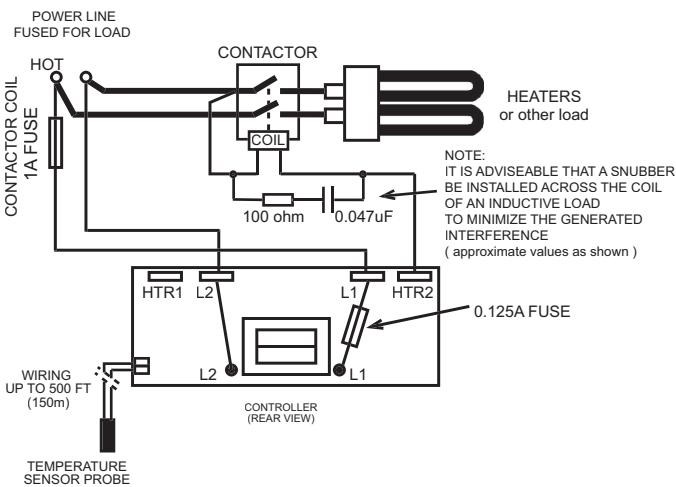 POWER LINE
FUSED FOR LOAD
HOT
CONTACTOR
CONTACTOR COIL
1A FUSE
COIL
HEATERS
or other load
NOTE:
IT IS ADVISEABLE THAT A SNUBBER
BE INSTALLED ACROSS THE COIL
OF AN INDUCTIVE LOAD
TO MINIMIZE THE GENERATED
INTERFERENCE
( approximate values as shown )
100 ohm
0.047uF
HTR1
L2
L1
HTR2
0.125A FUSE
L2
L1
WIRING
UP TO 500 FT
(150m)
CONTROLLER
(REAR VIEW)
TEMPERATURE
SENSOR PROBE